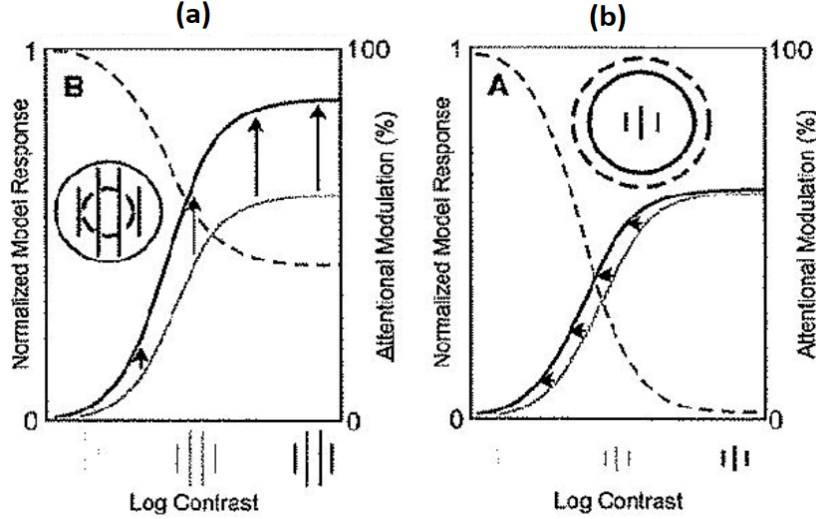 (a)
(b)
1
100
B
Normalized Model Response
Attentional Modulation (%)
0
0
Log Contrast
1
100
A
Normalized Model Response
Attentional Modulation (%)
0
0
Log Contrast